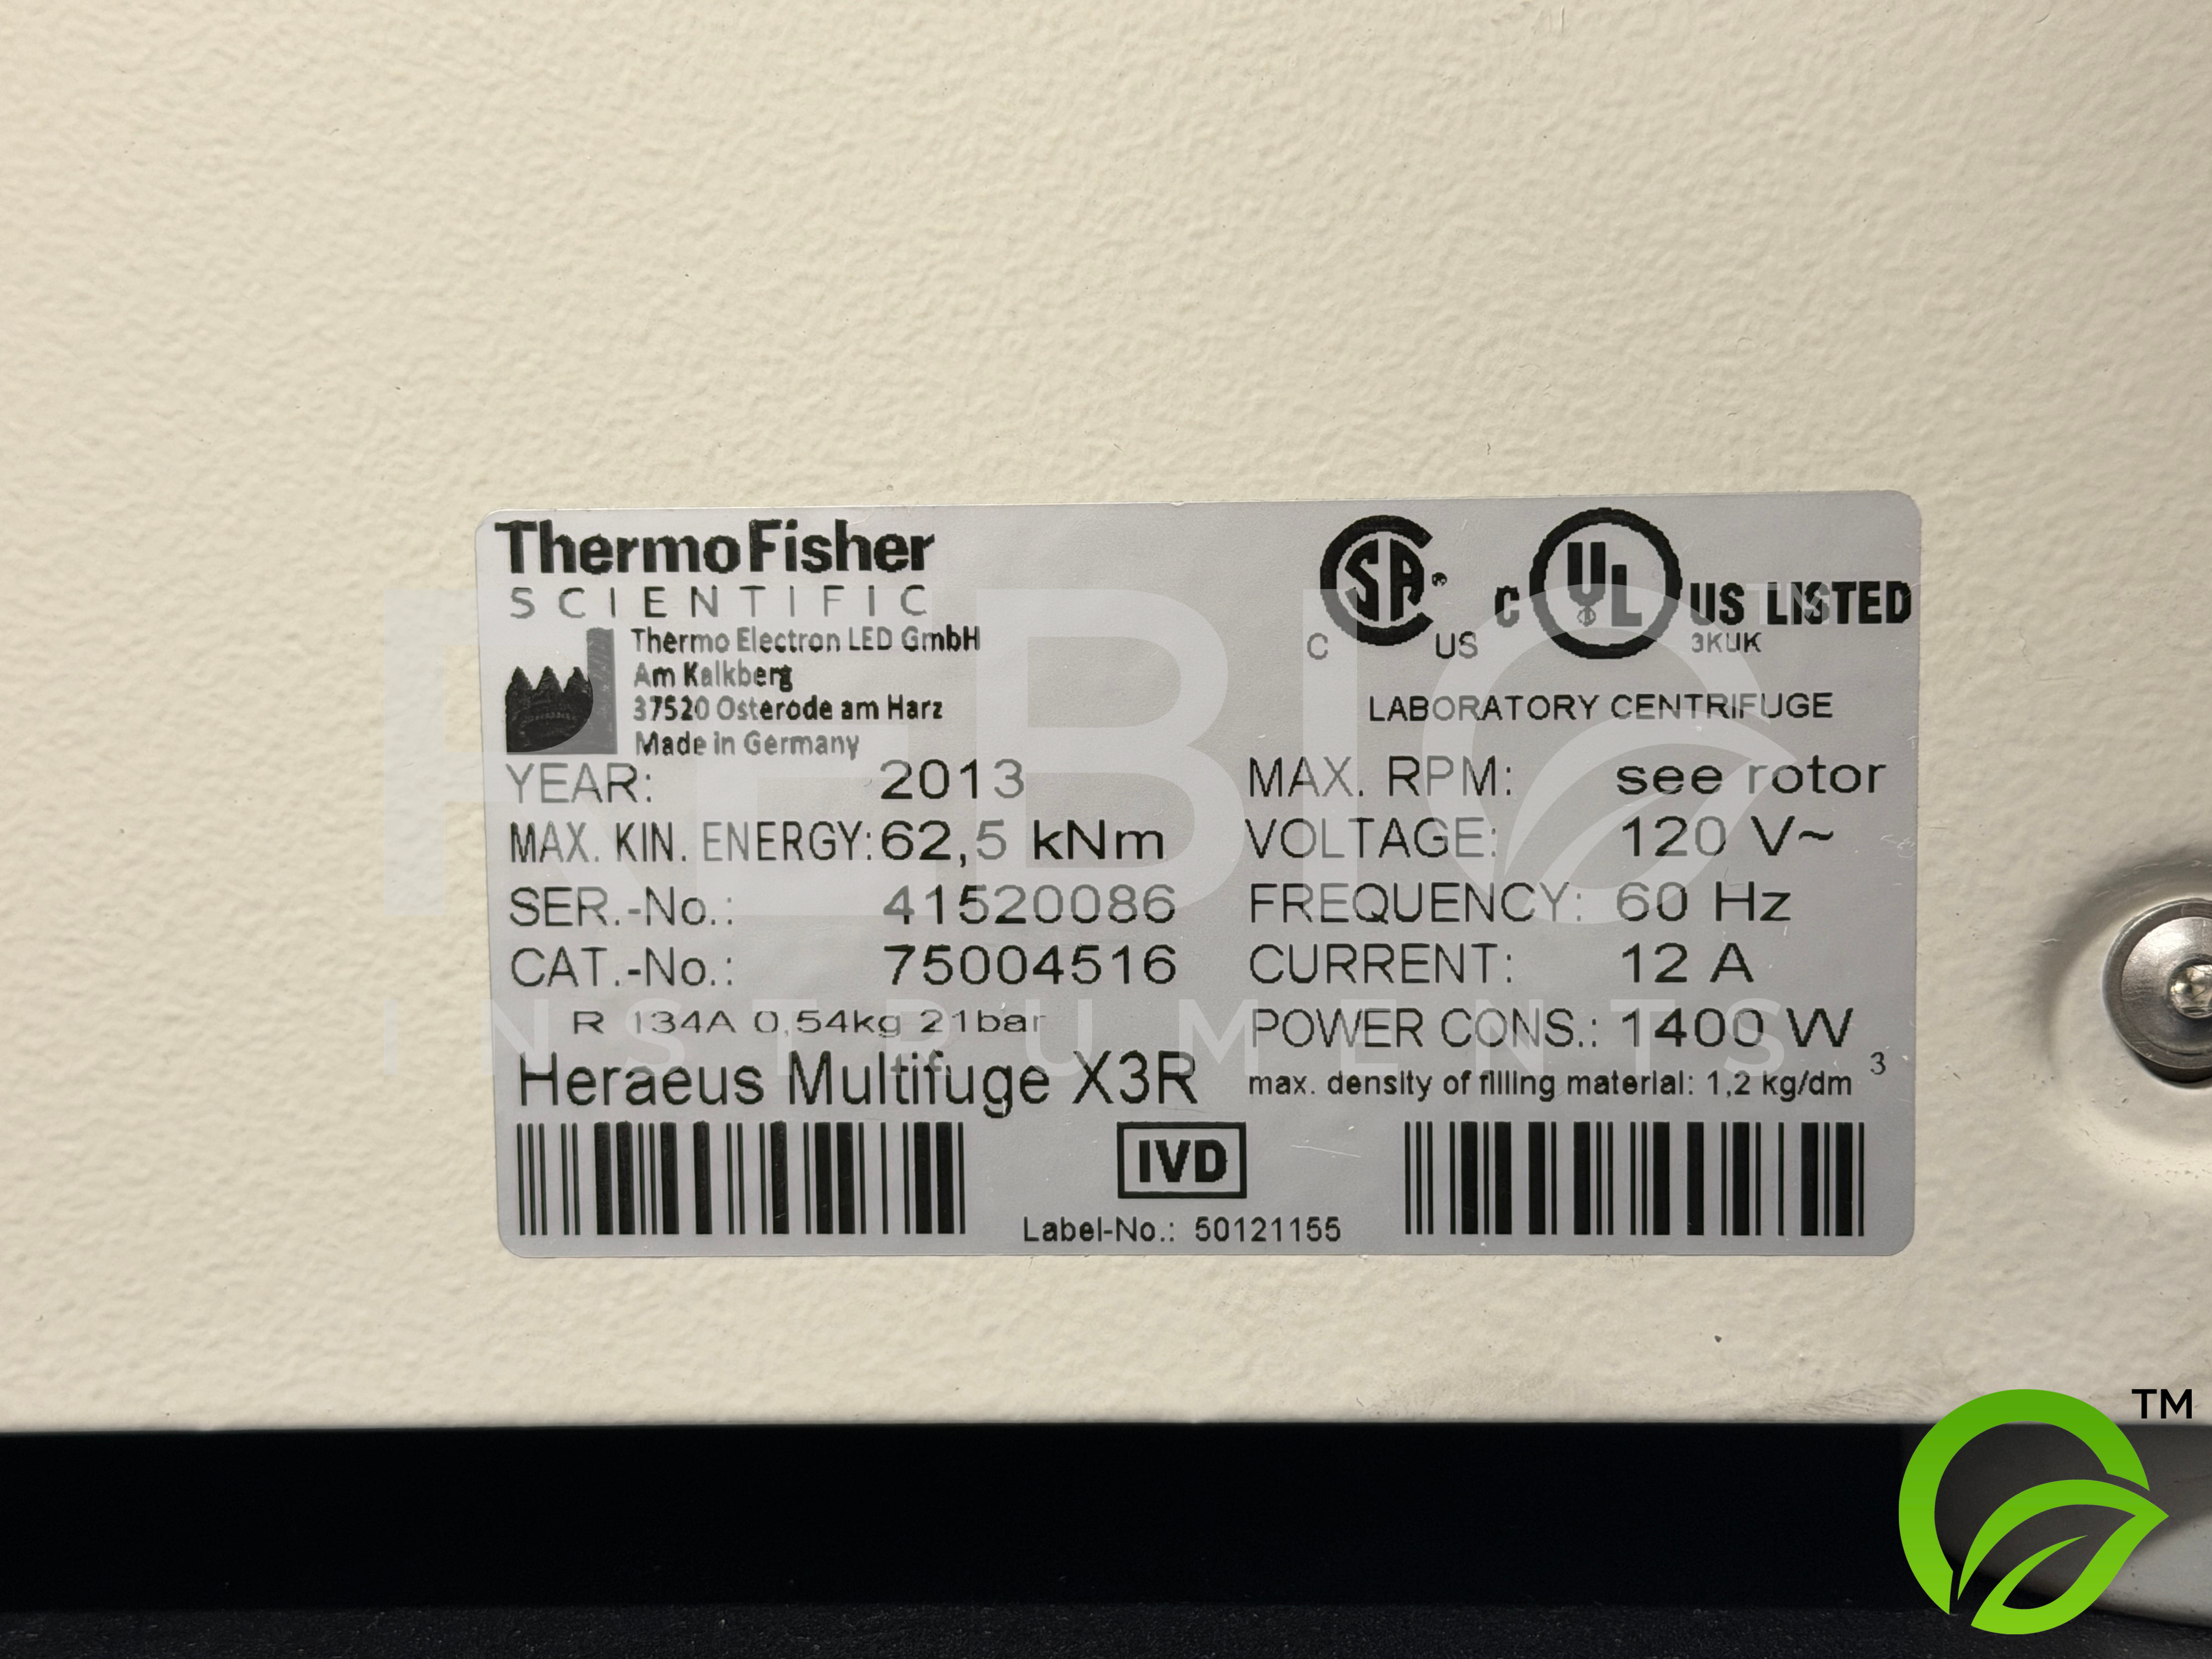 ThermoFisher
SCIENTIFIC
Thermo Electron LED GmbH
Am Kalkberg
37520 Osterode am Harz
Made in Germany
YEAR: 2013
MAX. KIN. ENERGY: 62,5 kNm
SER.-No.: 41520086
CAT.-No.: 75004516
R 134A 0,54kg 21bar
Heraeus Multifuge X3R
SA
C US
C UL US LISTED
3KUK
LABORATORY CENTRIFUGE
MAX. RPM: see rotor
VOLTAGE: 120 V~
FREQUENCY: 60 Hz
CURRENT: 12 A
POWER CONS.: 1400 W
max. density of filling material: 1,2 kg/dm³
IVD
Label-No.: 50121155
REBIO™
INSTRUMENTS
TM